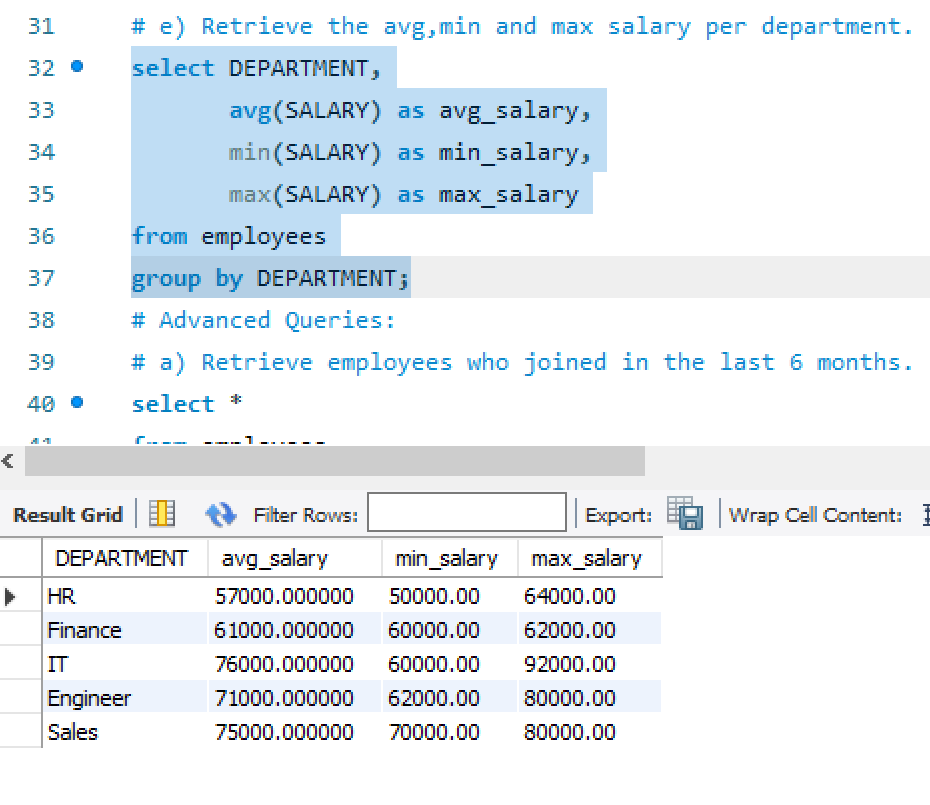 31 # e) Retrieve the avg,min and max salary per department.
32 select DEPARTMENT,
33 avg(SALARY) as avg_salary,
34 min(SALARY) as min_salary,
35 max(SALARY) as max_salary
36 from employees
37 group by DEPARTMENT;
38 # Advanced Queries:
39 # a) Retrieve employees who joined in the last 6 months.
40 select *
41 from employees
Result Grid Filter Rows: Export: Wrap Cell Content:
DEPARTMENT avg_salary min_salary max_salary
HR 57000.000000 50000.00 64000.00
Finance 61000.000000 60000.00 62000.00
IT 76000.000000 60000.00 92000.00
Engineer 71000.000000 62000.00 80000.00
Sales 75000.000000 70000.00 80000.00